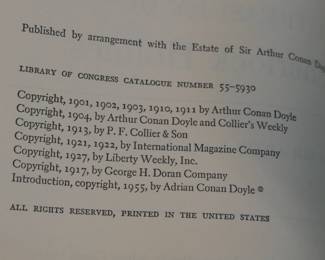 Published by arrangement with the Estate of Sir Arthur Conan
LIBRARY OF CONGRESS CATALOGUE NUMBER 55-5930
Copyright, 1901, 1902, 1903, 1910, 1911 by Arthur Conan Doyle
Copyright, 1904, by Arthur Conan Doyle and Collier's Weekly
Copyright, 1913, by P. F. Collier & Son
Copyright, 1921, 1922, by International Magazine Company
Copyright, 1927, by Liberty Weekly, Inc.
Copyright, 1917, by George H. Doran Company
Introduction, copyright, 1955, by Adrian Conan Doyle ®
ALL RIGHTS RESERVED, PRINTED IN THE UNITED STATES